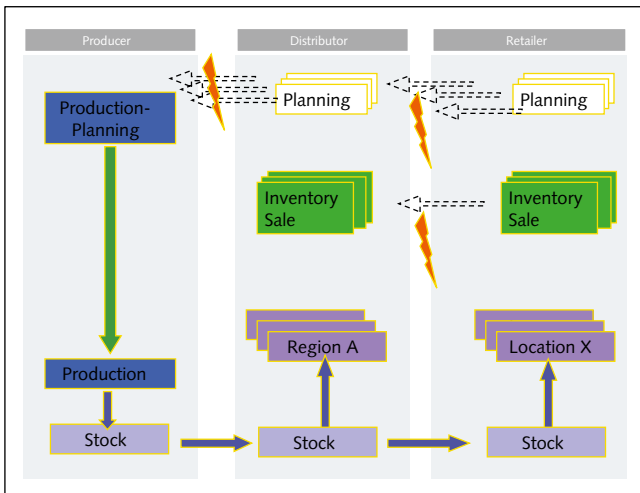 Producer
Distributor
Retailer
Production-
Planning
Planning
Planning
Inventory
Sale
Inventory
Sale
Production
Region A
Location X
Stock
Stock
Stock